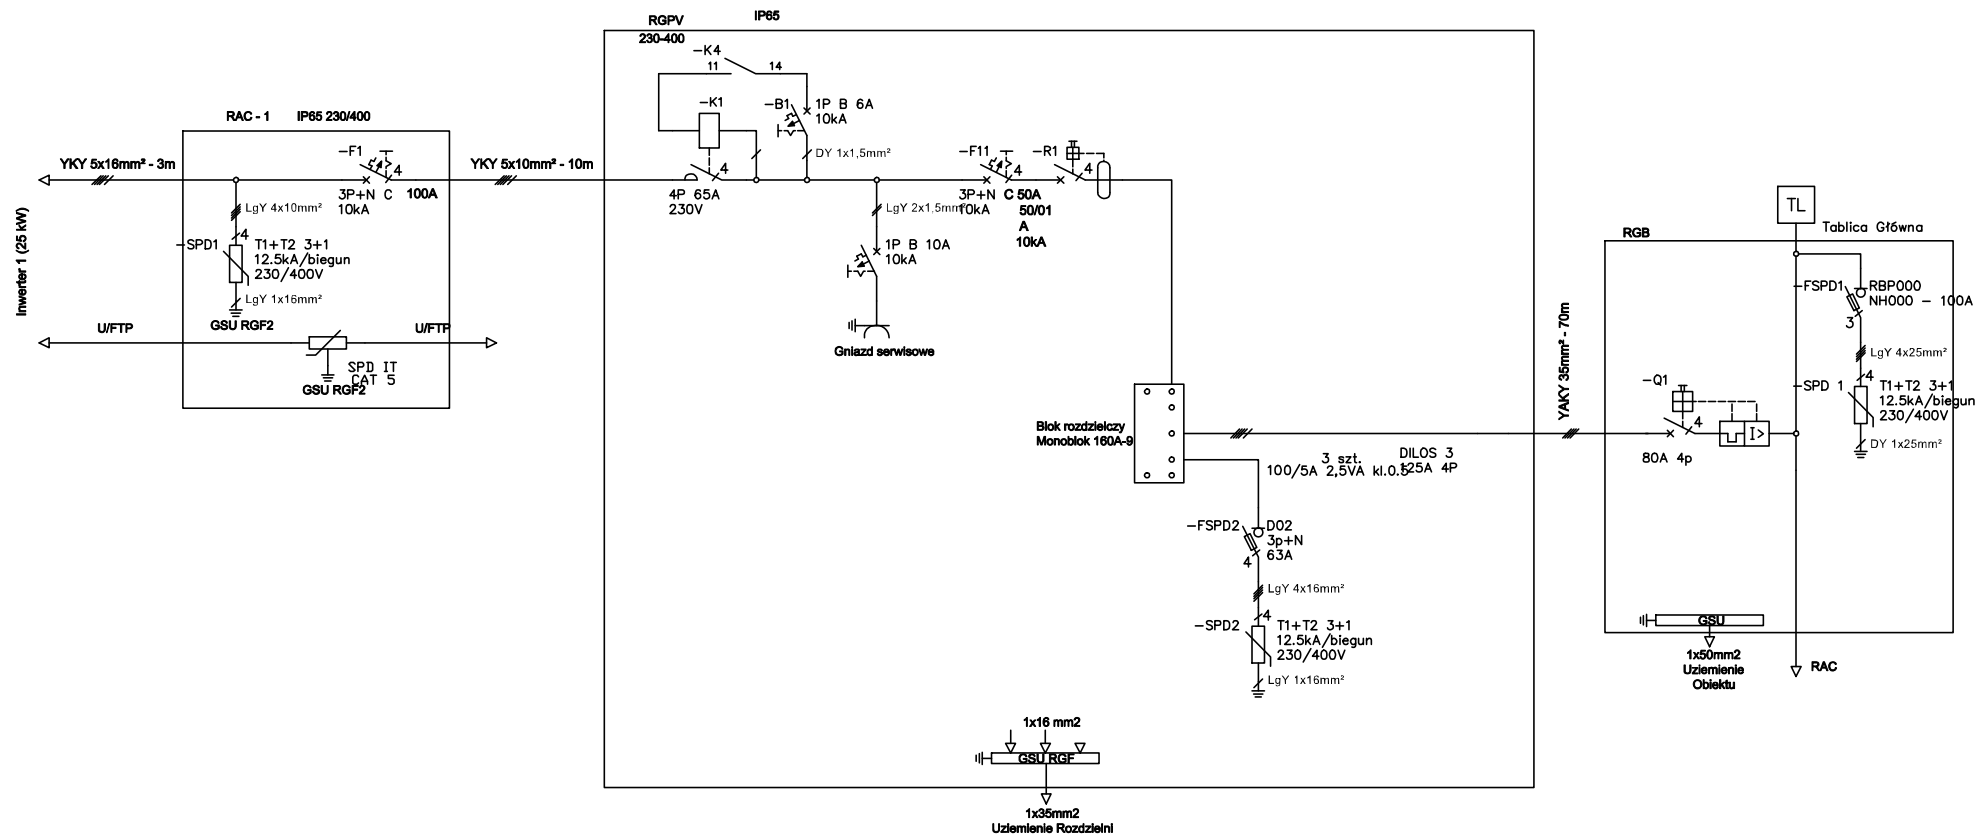 RAC - 1 IP65 230/400
YKY 5x16mm² - 3m
-F1
4
3P+N C 100A
10kA
LgY 4x10mm²
4
-SPD1
T1+T2 3+1
12.5kA/biegun
230/400V
LgY 1x16mm²
GSU RGF2
Inwerter 1 (25 kW)
U/FTP
U/FTP
SPD IT
CAT 5
GSU RGF2
YKY 5x10mm² - 10m
RGPV
IP65
230-400
-K4
11
14
-K1
-B1
1P B 6A
10kA
DY 1x1,5mm²
4
4P 65A
230V
LgY 2x1,5mm²
1P B 10A
10kA
Gniazd serwisowe
-F11
4
3P+N C 50A
10kA
-R1
4
50/01
A
10kA
Blok rozdzielczy
Monoblok 160A-9
3 szt.
100/5A 2,5VA kl.0.5
DILOS 3
125A 4P
-FSPD2
D02
3p+N
63A
4
LgY 4x16mm²
4
-SPD2
T1+T2 3+1
12.5kA/biegun
230/400V
LgY 1x16mm²
1x16 mm2
GSU RGF
1x35mm2
Uziemienie Rozdzielni
YAKY 35mm² - 70m
TL
Tablica Główna
RGB
-FSPD1
RBP000
NH000 - 100A
3
LgY 4x25mm²
4
-SPD 1
T1+T2 3+1
12.5kA/biegun
230/400V
DY 1x25mm²
-Q1
4
I>
80A 4p
GSU
1x50mm2
Uziemienie
Obiektu
RAC